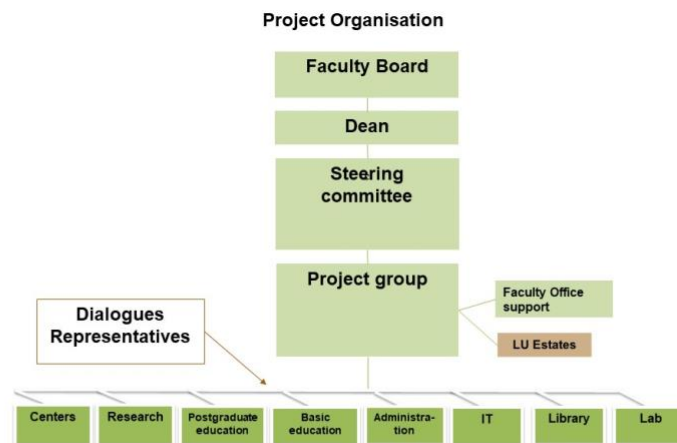 Project Organisation
Faculty Board
Dean
Steering
committee
Project group
Faculty Office
support
LU Estates
Dialogues
Representatives
Centers
Research
Postgraduate
education
Basic
education
Administra-
tion
IT
Library
Lab